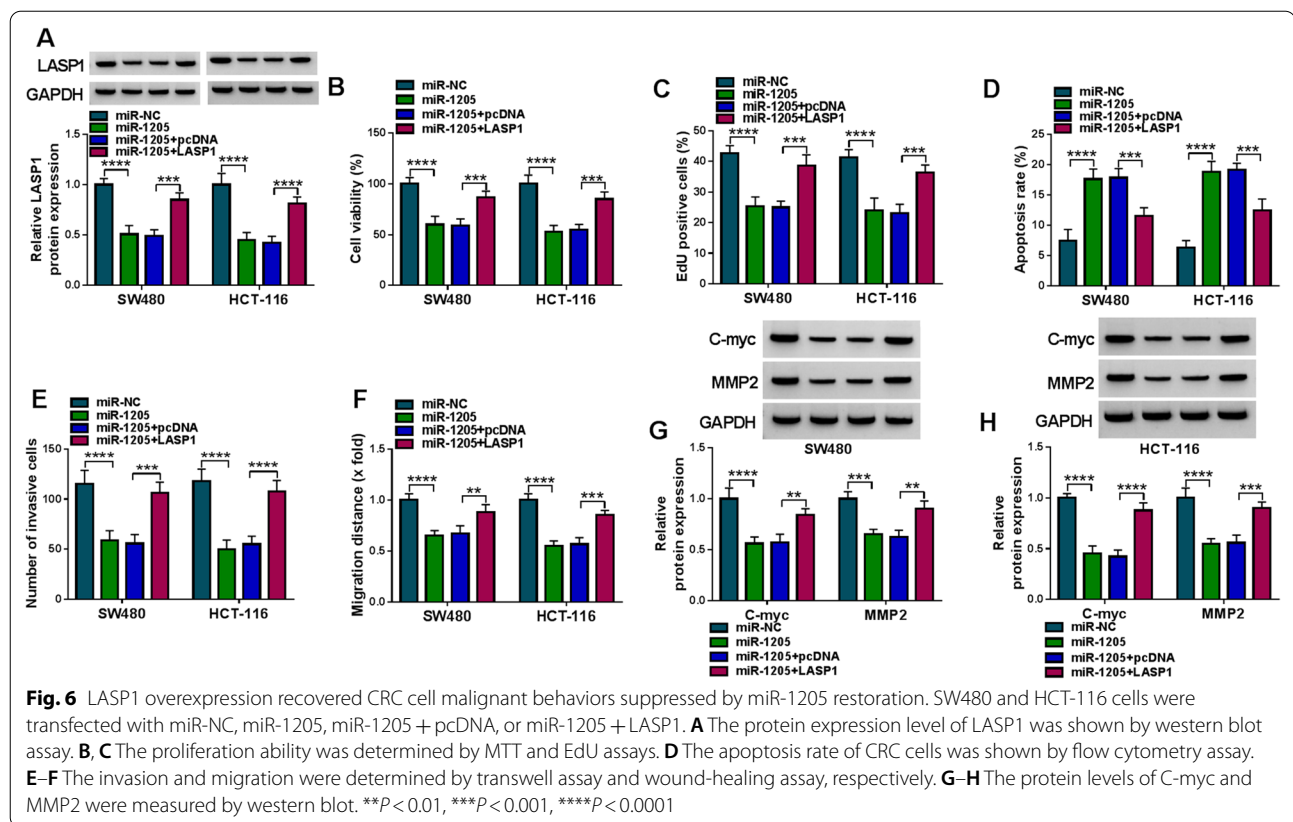 A
LASP1
GAPDH
miR-NC
miR-1205
miR-1205+pcDNA
miR-1205+LASP1
Relative LASP1
protein expression
1.0
0.5
0.0
**** *** **** ****
SW480 HCT-116
B
miR-NC
miR-1205
miR-1205+pcDNA
miR-1205+LASP1
Cell viability (%)
150
100
50
0
**** *** **** ***
SW480 HCT-116
C
miR-NC
miR-1205
miR-1205+pcDNA
miR-1205+LASP1
EdU positive cells (%)
50
40
30
20
10
0
**** *** **** ***
SW480 HCT-116
D
miR-NC
miR-1205
miR-1205+pcDNA
miR-1205+LASP1
Apoptosis rate (%)
25
20
15
10
5
0
**** *** **** ***
SW480 HCT-116
E
miR-NC
miR-1205
miR-1205+pcDNA
miR-1205+LASP1
Number of invasive cells
150
100
50
0
**** *** **** ****
SW480 HCT-116
F
miR-NC
miR-1205
miR-1205+pcDNA
miR-1205+LASP1
Migration distance (x fold)
1.5
1.0
0.5
0.0
**** ** **** ***
SW480 HCT-116
C-myc
MMP2
GAPDH
SW480
G
Relative
protein expression
1.5
1.0
0.5
0.0
**** ** *** **
C-myc MMP2
miR-NC
miR-1205
miR-1205+pcDNA
miR-1205+LASP1
C-myc
MMP2
GAPDH
HCT-116
H
Relative
protein expression
1.5
1.0
0.5
0.0
**** **** **** ***
C-myc MMP2
miR-NC
miR-1205
miR-1205+pcDNA
miR-1205+LASP1
Fig. 6 LASP1 overexpression recovered CRC cell malignant behaviors suppressed by miR-1205 restoration. SW480 and HCT-116 cells were
transfected with miR-NC, miR-1205, miR-1205 + pcDNA, or miR-1205 + LASP1. A The protein expression level of LASP1 was shown by western blot
assay. B, C The proliferation ability was determined by MTT and EdU assays. D The apoptosis rate of CRC cells was shown by flow cytometry assay.
E–F The invasion and migration were determined by transwell assay and wound-healing assay, respectively. G–H The protein levels of C-myc and
MMP2 were measured by western blot. **P < 0.01, ***P < 0.001, ****P < 0.0001